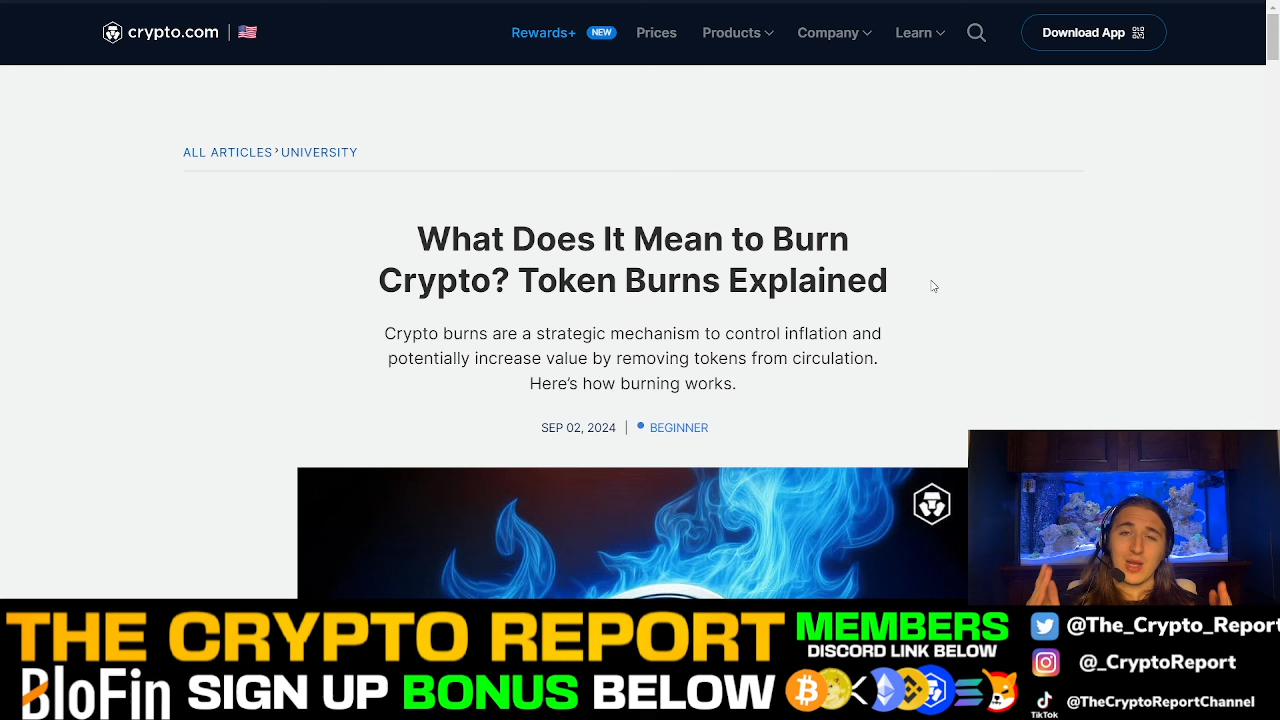 crypto.com
Rewards+ NEW Prices Products Company Learn Download App
ALL ARTICLES › UNIVERSITY
What Does It Mean to Burn
Crypto? Token Burns Explained
Crypto burns are a strategic mechanism to control inflation and
potentially increase value by removing tokens from circulation.
Here’s how burning works.
SEP 02, 2024 | BEGINNER
THE CRYPTO REPORT
BloFin SIGN UP BONUS BELOW
MEMBERS
DISCORD LINK BELOW
@The_Crypto_Report
@_CryptoReport
TikTok @TheCryptoReportChannel